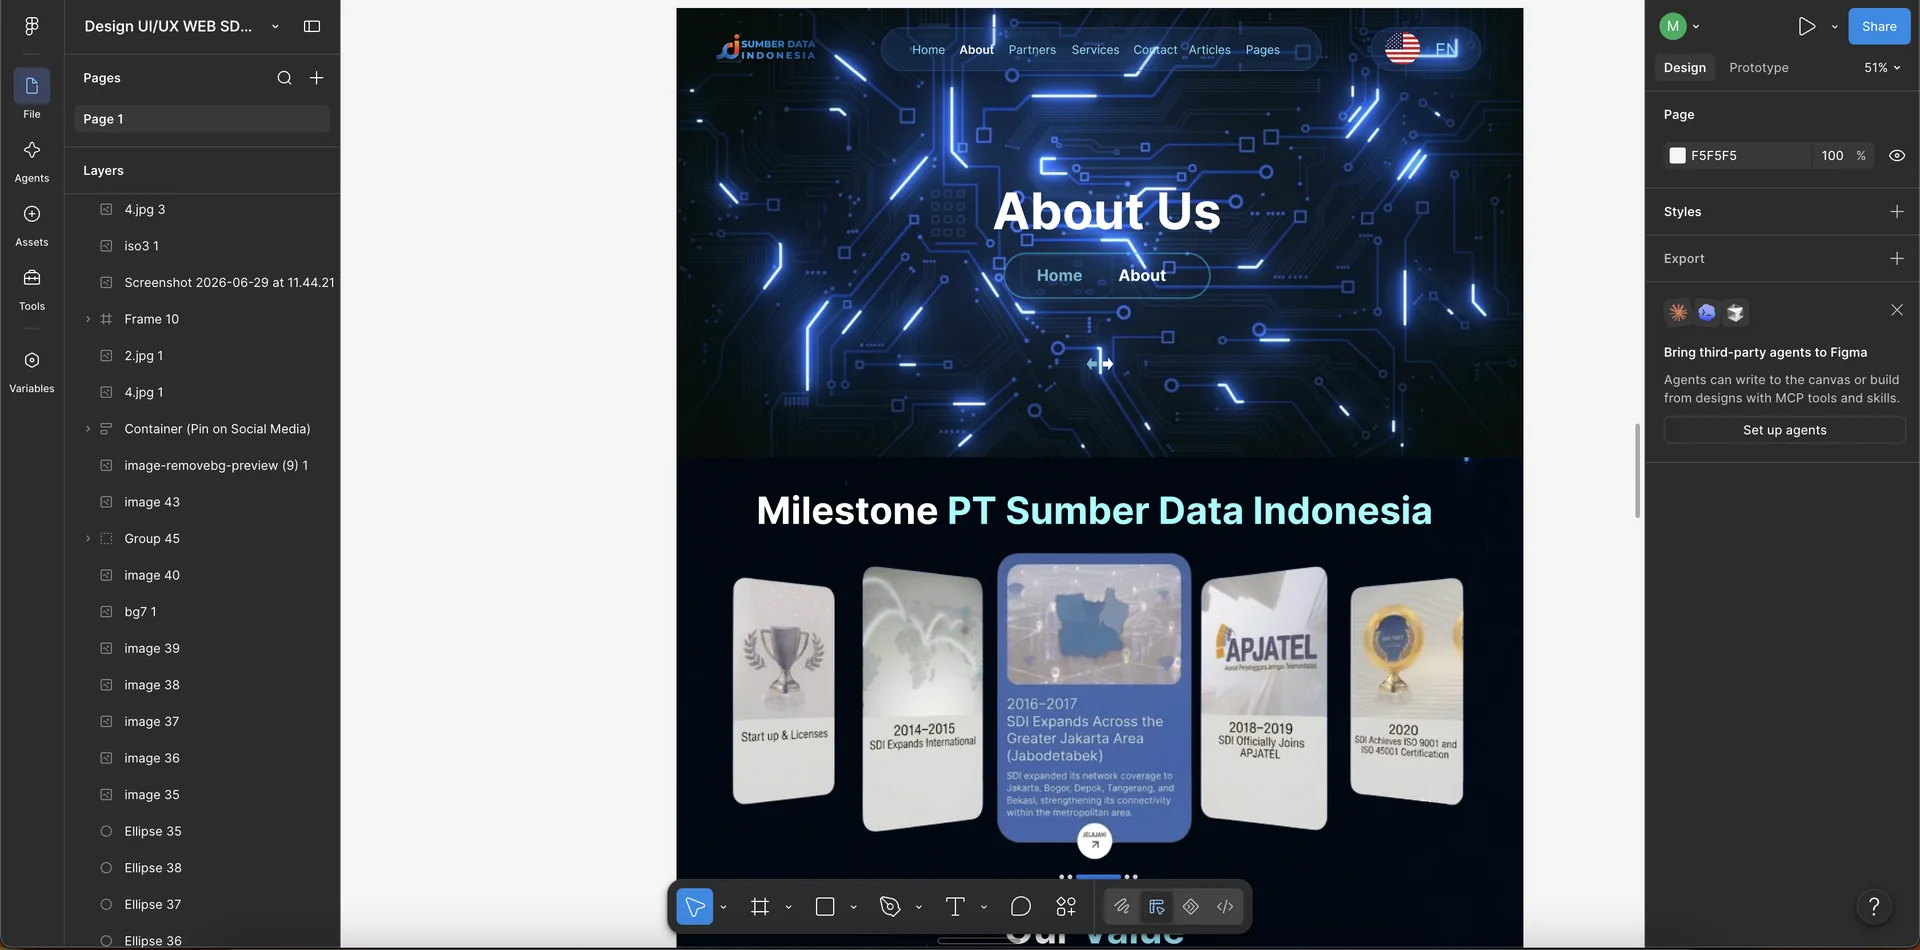 Design UI/UX WEB SD...
File
Agents
Assets
Tools
Variables
Pages
Page 1
Layers
4.jpg 3
iso3 1
Screenshot 2026-06-29 at 11.44.21
Frame 10
2.jpg 1
4.jpg 1
Container (Pin on Social Media)
image-removebg-preview (9) 1
image 43
Group 45
image 40
bg7 1
image 39
image 38
image 37
image 36
image 35
Ellipse 35
Ellipse 38
Ellipse 37
Ellipse 36
SUMBER DATA
INDONESIA
Home About Partners Services Contact Articles Pages
EN
About Us
Home About
Milestone PT Sumber Data Indonesia
Start up & Licenses
2014–2015
SDI Expands International
2016–2017
SDI Expands Across the
Greater Jakarta Area
(Jabodetabek)
SDI expanded its network coverage to
Jakarta, Bogor, Depok, Tangerang, and
Bekasi, strengthening its connectivity
within the metropolitan area.
JELAJAHI
APJATEL
2018–2019
SDI Officially Joins
APJATEL
2020
SDI Achieves ISO 9001 and
ISO 45001 Certification
Our Value
M
Share
Design Prototype 51%
Page
F5F5F5 100 %
Styles
Export
Bring third-party agents to Figma
Agents can write to the canvas or build
from designs with MCP tools and skills.
Set up agents
?